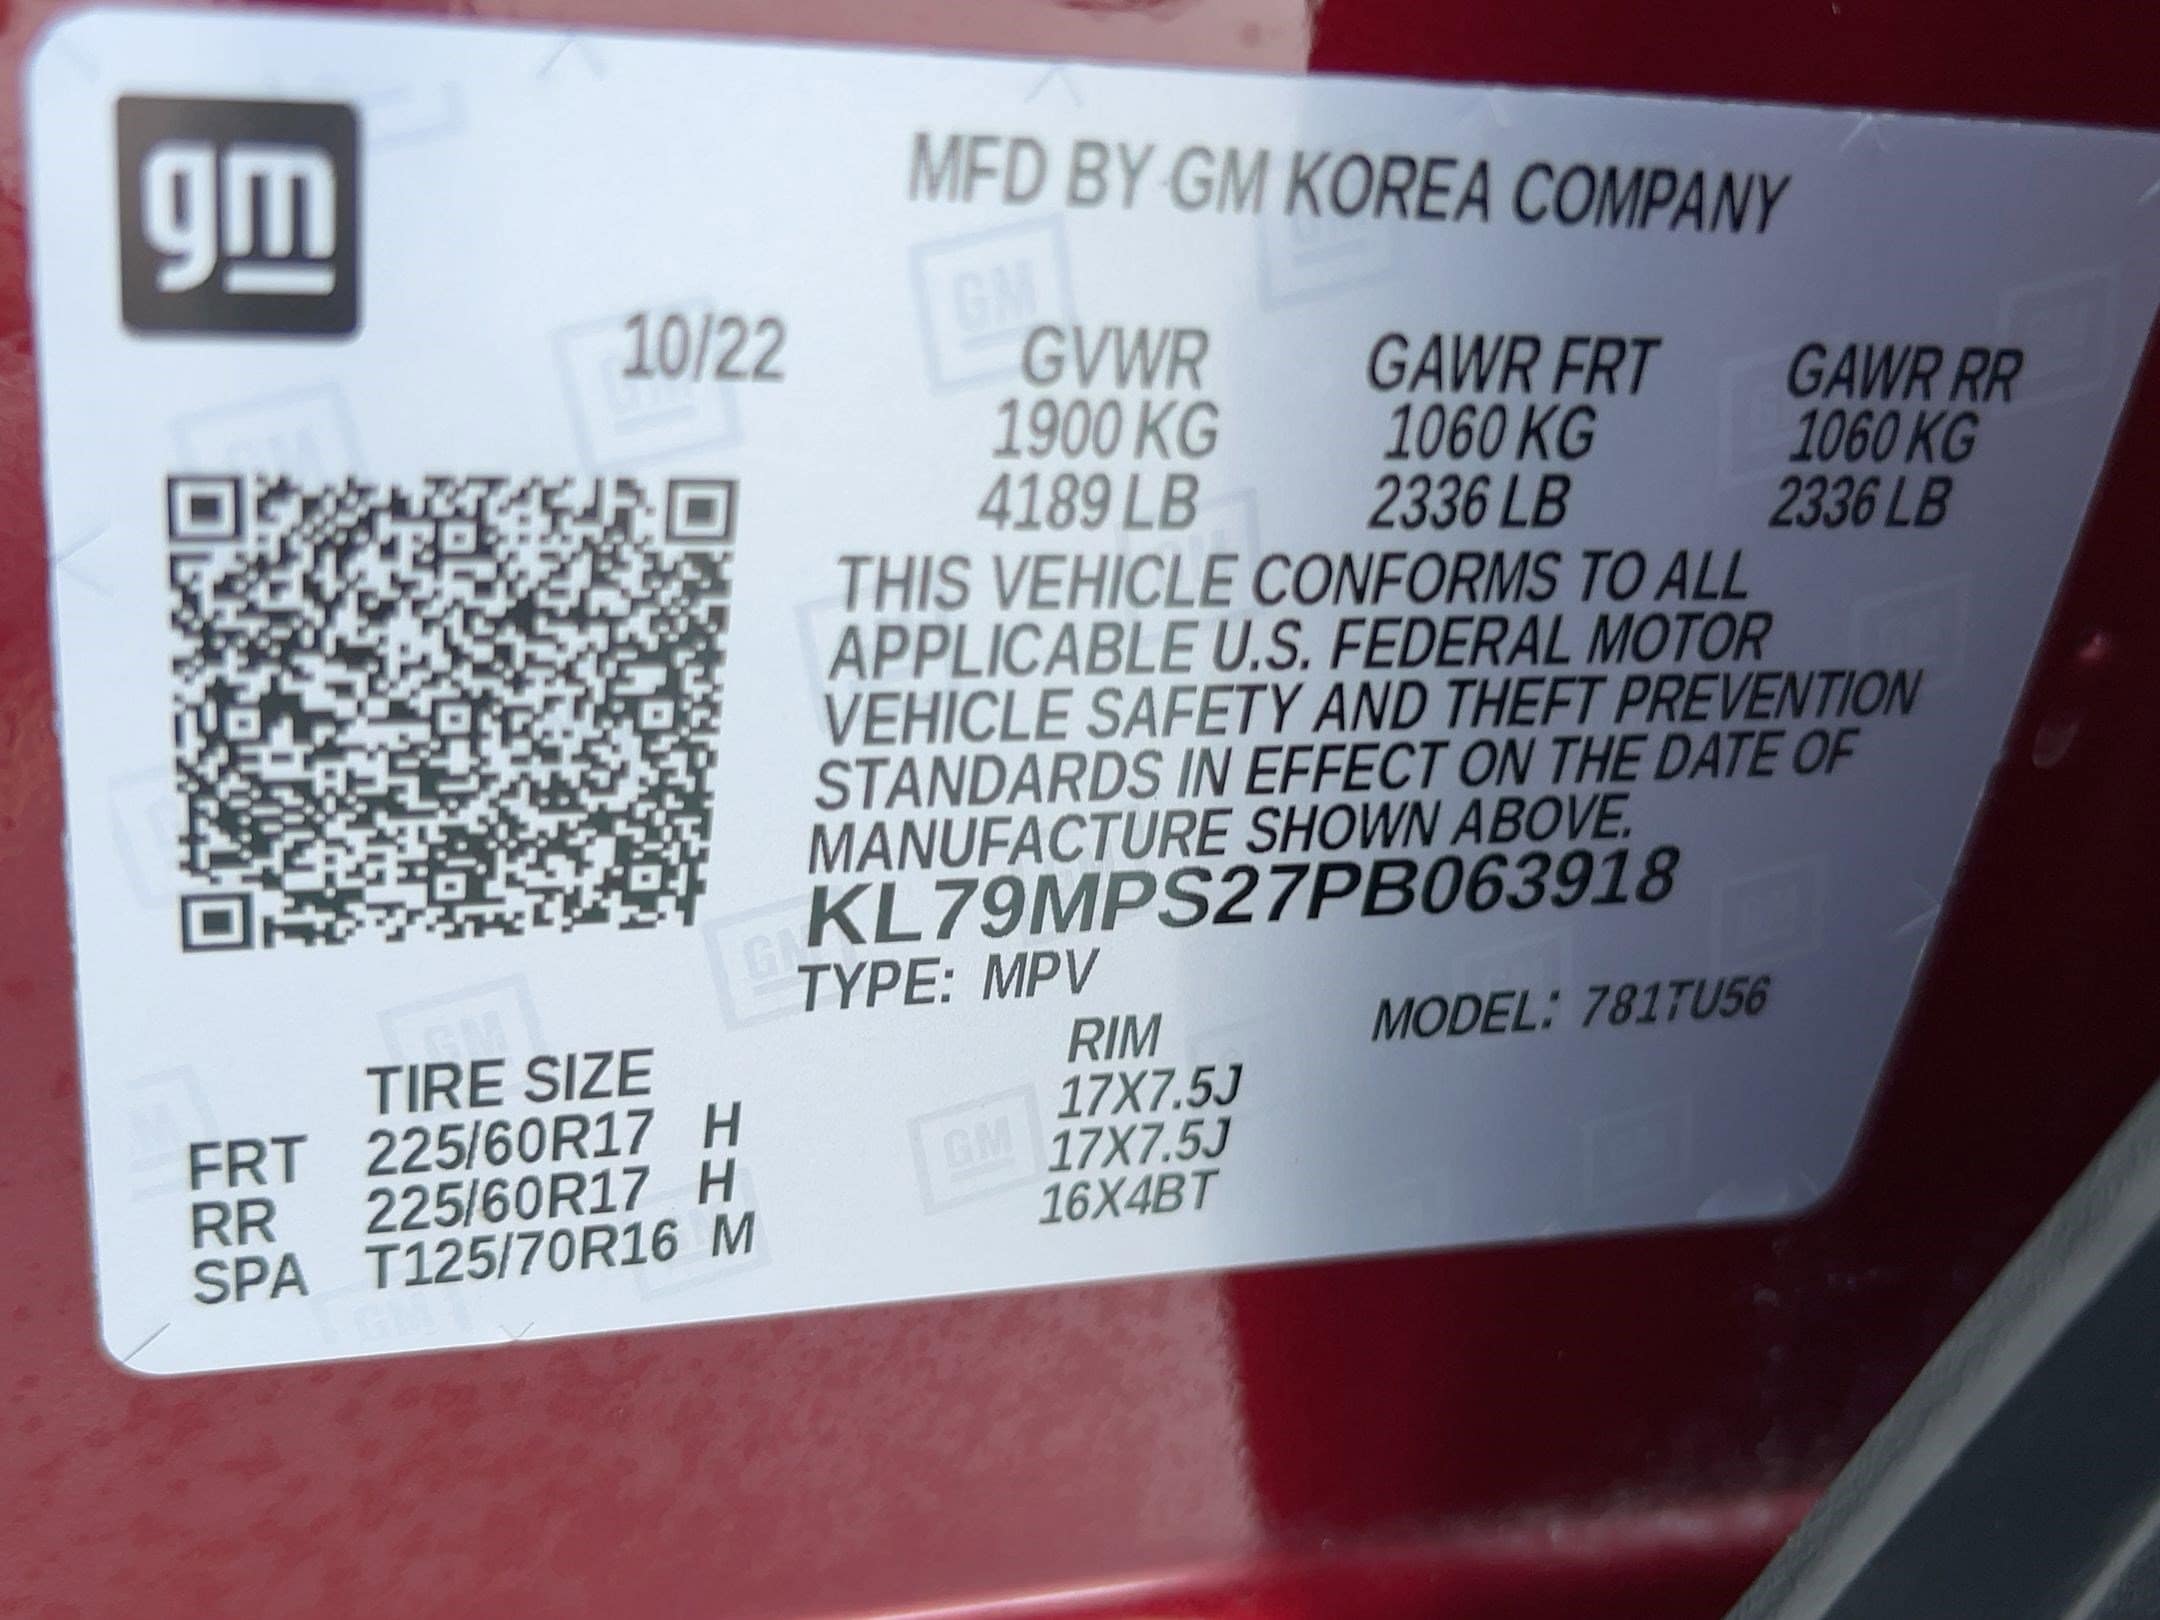 gm
MFD BY GM KOREA COMPANY
10/22
GVWR GAWR FRT GAWR RR
1900 KG 1060 KG 1060 KG
4189 LB 2336 LB 2336 LB
THIS VEHICLE CONFORMS TO ALL
APPLICABLE U.S. FEDERAL MOTOR
VEHICLE SAFETY AND THEFT PREVENTION
STANDARDS IN EFFECT ON THE DATE OF
MANUFACTURE SHOWN ABOVE.
KL79MPS27PB063918
TYPE: MPV MODEL: 781TU56
TIRE SIZE RIM
FRT 225/60R17 H 17X7.5J
RR 225/60R17 H 17X7.5J
SPA T125/70R16 M 16X4BT